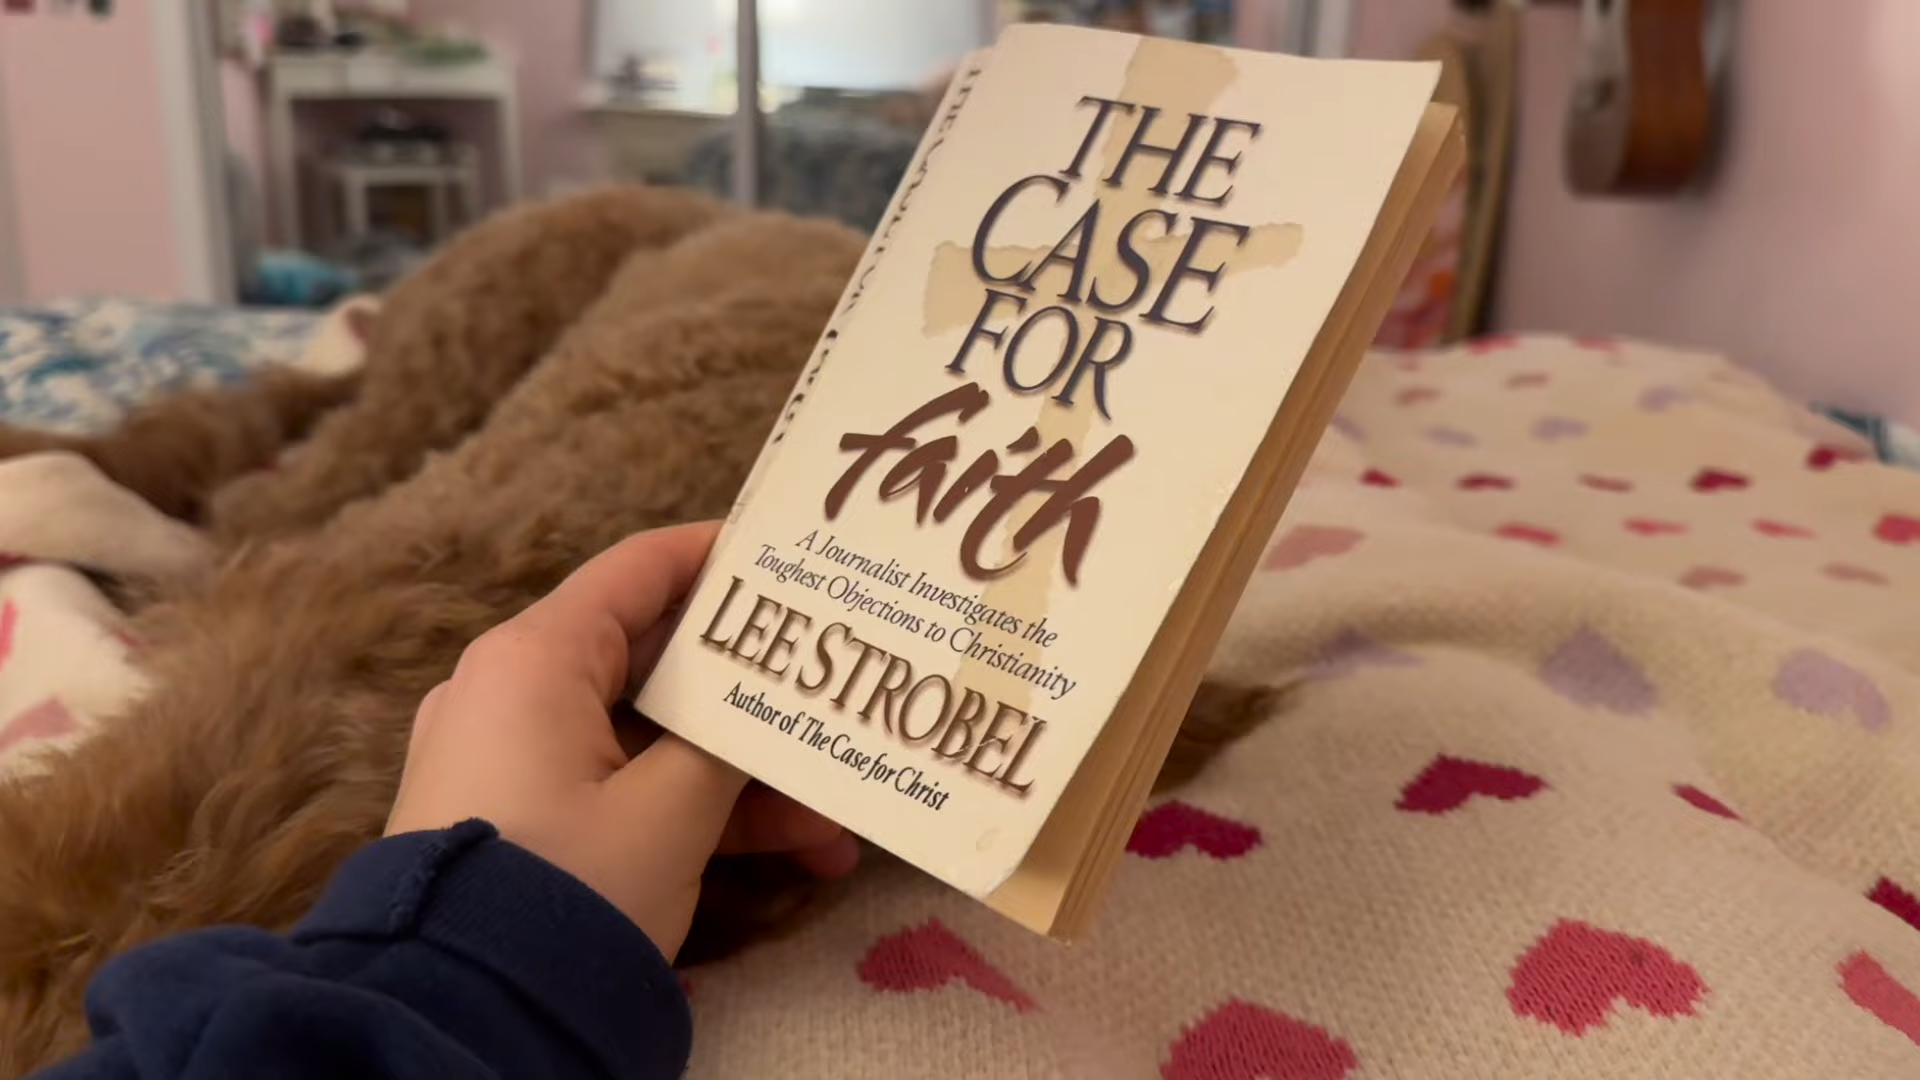 THE
CASE
FOR
faith
A Journalist Investigates the
Toughest Objections to Christianity
LEE STROBEL
Author of The Case for Christ